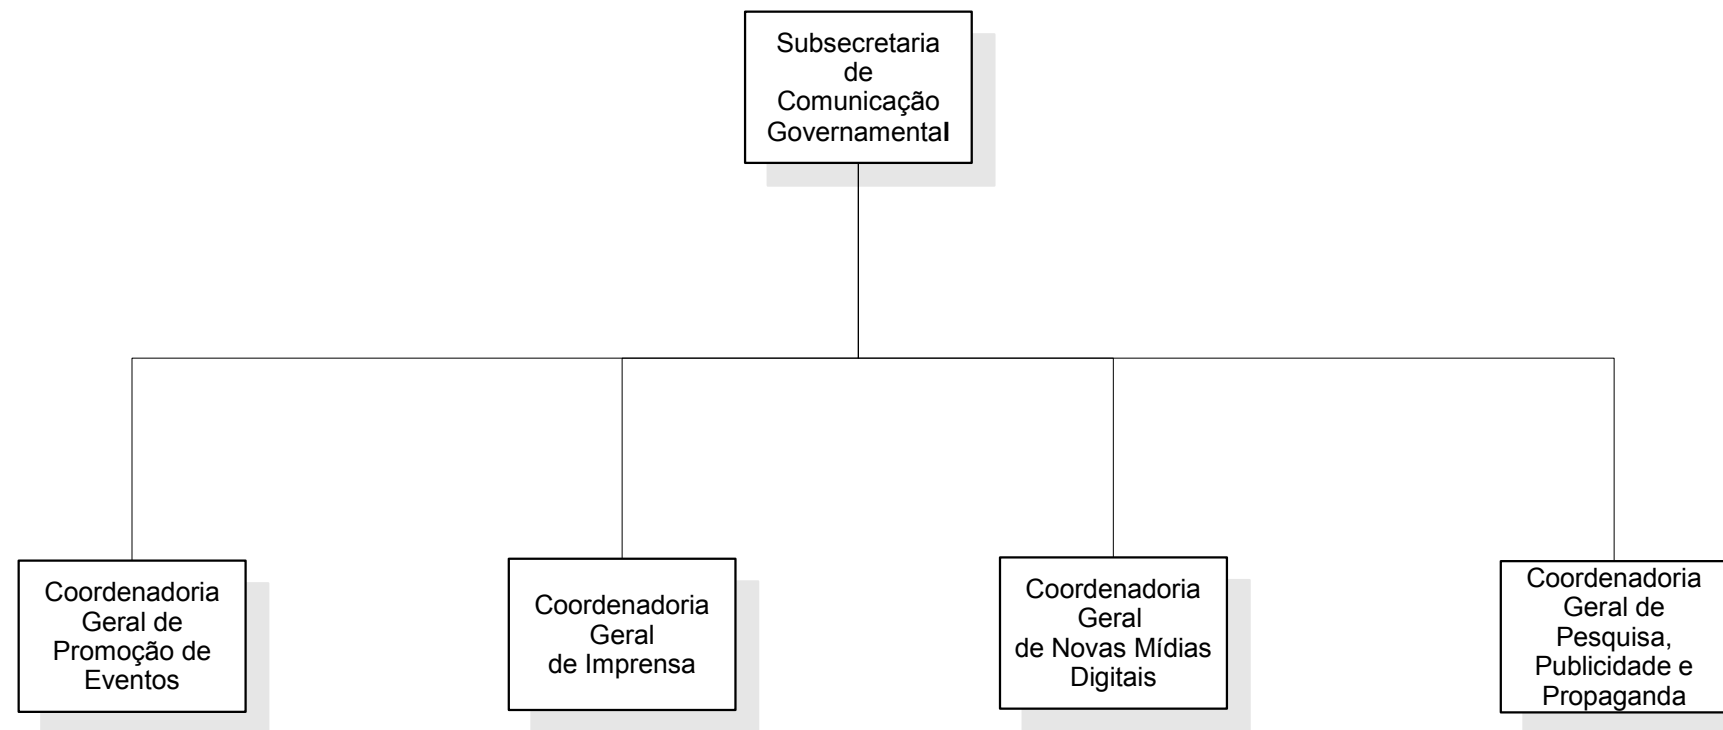 Subsecretaria
de
Comunicação
Governamental
Coordenadoria
Geral de
Promoção de
Eventos
Coordenadoria
Geral
de Imprensa
Coordenadoria
Geral
de Novas Mídias
Digitais
Coordenadoria
Geral de
Pesquisa,
Publicidade e
Propaganda